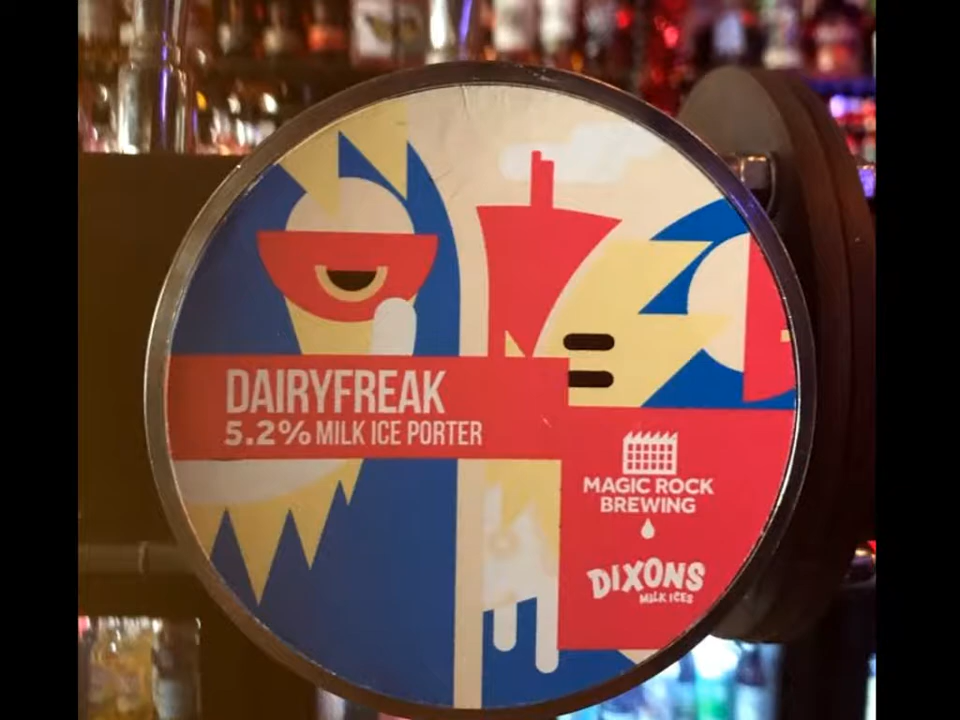 DAIRYFREAK
5.2% MILK ICE PORTER
MAGIC ROCK
BREWING
DIXONS
MILK ICES